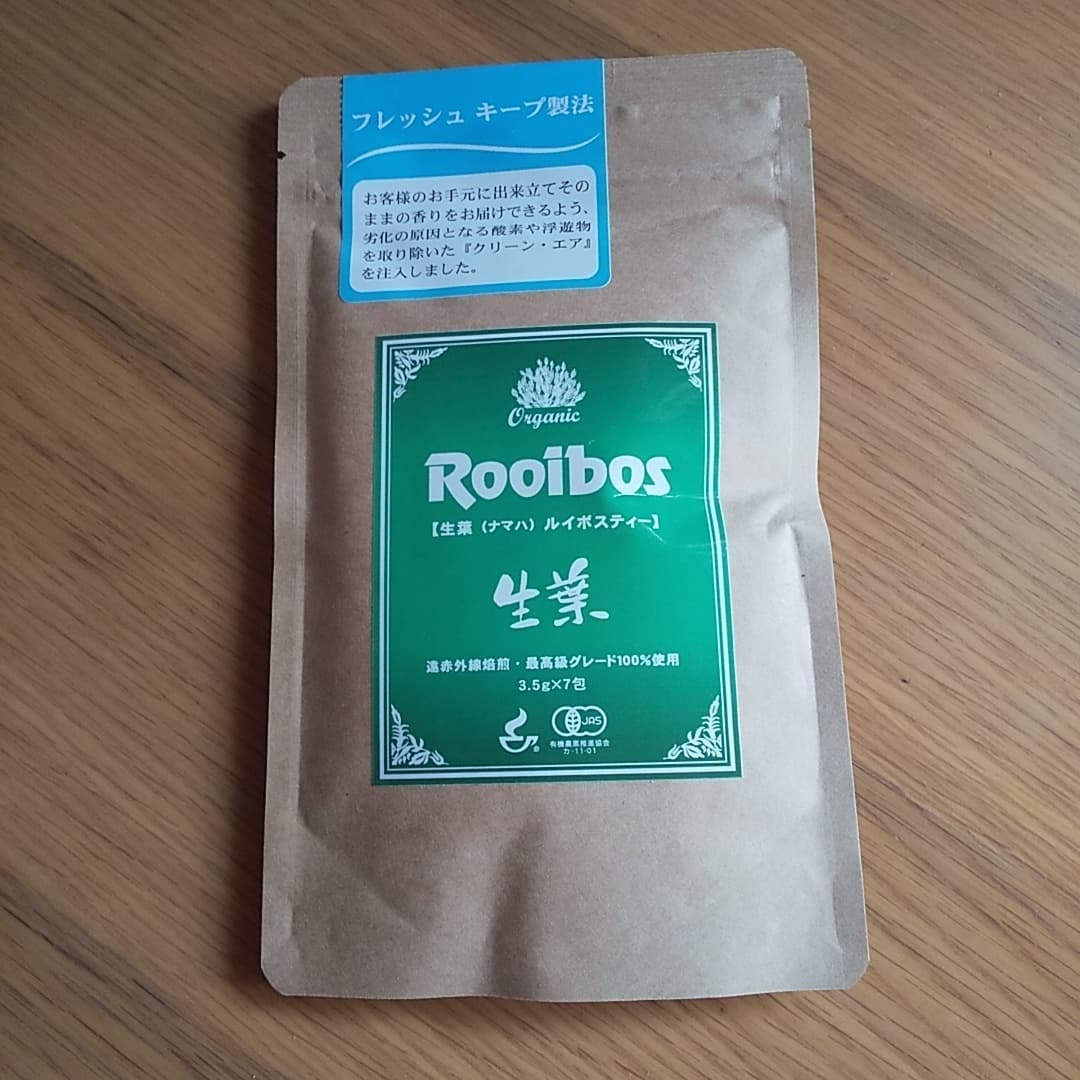 フレッシュ キープ製法
お客様のお手元に出来立てその
ままの香りをお届けできるよう、
劣化の原因となる酸素や浮遊物
を取り除いた『クリーン・エア』
を注入しました。
Organic
Rooibos
【生葉（ナマハ）ルイボスティー】
生葉
遠赤外線焙煎・最高級グレード100%使用
3.5g×7包
JAS
®
有機農業推進協会
カ-11-01